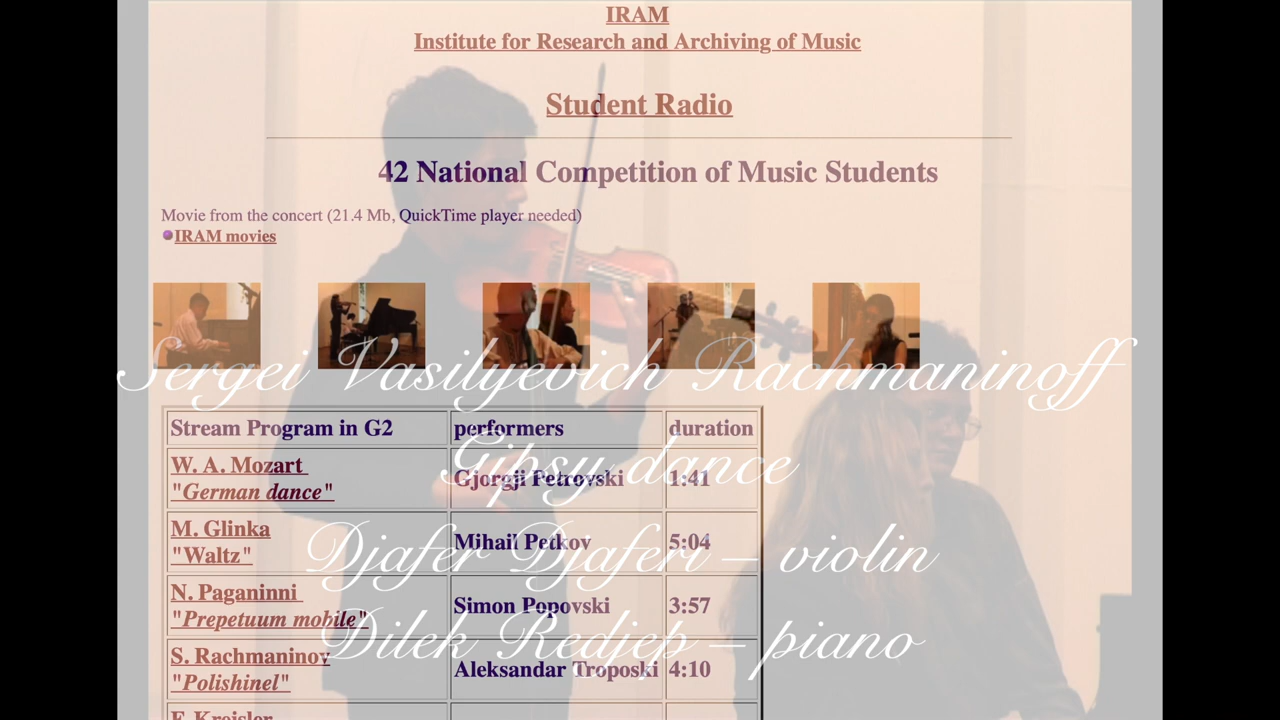 IRAM
Institute for Research and Archiving of Music
Student Radio
42 National Competition of Music Students
Movie from the concert (21.4 Mb, QuickTime player needed)
IRAM movies
Sergei Vasilyevich Rachmaninoff
Gipsy dance
Djafer Djaferi – violin
Dilek Redjep – piano
Stream Program in G2 performers duration
W. A. Mozart
"German dance" Gjorgji Petrovski 1:41
M. Glinka
"Waltz" Mihail Petkov 5:04
N. Paganinni
"Prepetuum mobile" Simon Popovski 3:57
S. Rachmaninov
"Polishinel" Aleksandar Troposki 4:10
F. Kreisler